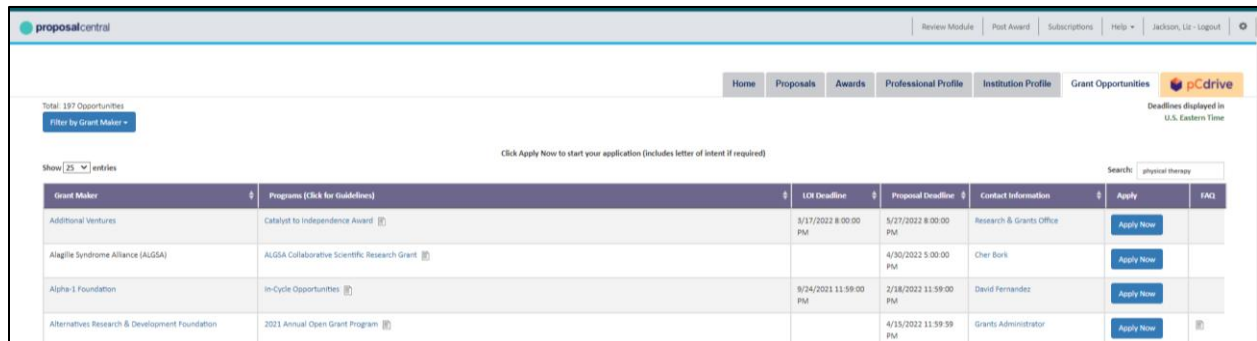 proposalcentral
Review Module Post Award Subscriptions Help Jackson, Liz - Logout
Home Proposals Awards Professional Profile Institution Profile Grant Opportunities pCdrive
Total: 197 Opportunities
Deadlines displayed in
U.S. Eastern Time
Filter by Grant Maker
Click Apply Now to start your application (includes letter of intent if required)
Show 25 entries
Search: physical therapy
Grant Maker Programs (Click for Guidelines) LOI Deadline Proposal Deadline Contact Information Apply FAQ
Additional Ventures Catalyst to Independence Award 3/17/2022 8:00:00 5/27/2022 8:00:00 Research & Grants Office Apply Now
PM PM
Alagille Syndrome Alliance (ALGSA) ALGSA Collaborative Scientific Research Grant 4/30/2022 5:00:00 Cher Bork Apply Now
PM
Alpha-1 Foundation In-Cycle Opportunities 9/24/2021 11:59:00 2/18/2022 11:59:00 David Fernandez Apply Now
PM PM
Alternatives Research & Development Foundation 2021 Annual Open Grant Program 4/15/2022 11:59:59 Grants Administrator Apply Now
PM